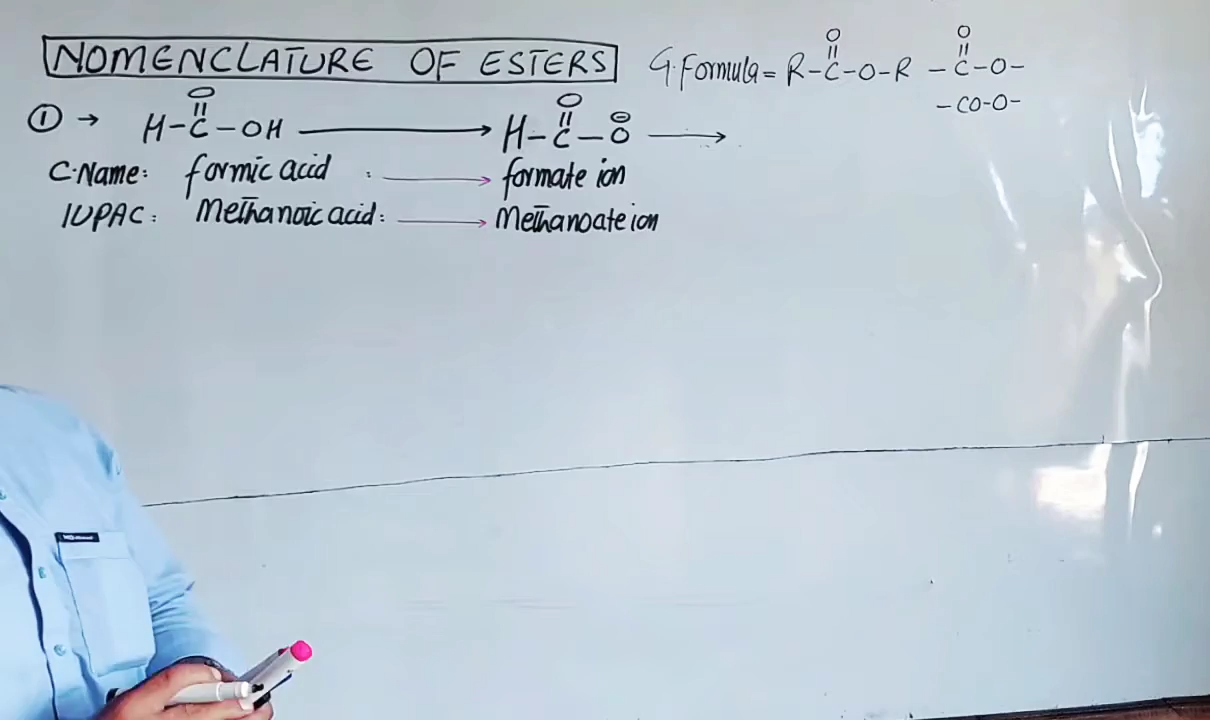 NOMENCLATURE OF ESTERS
G.Formula = R-C-O-R
O
||
-C-O-
O
||
-CO-O-
① → H-C-OH → H-C-O →
O
||
O
||
⊖
C.Name: formic acid : → formate ion
IUPAC: Methanoic acid: → Methanoate ion